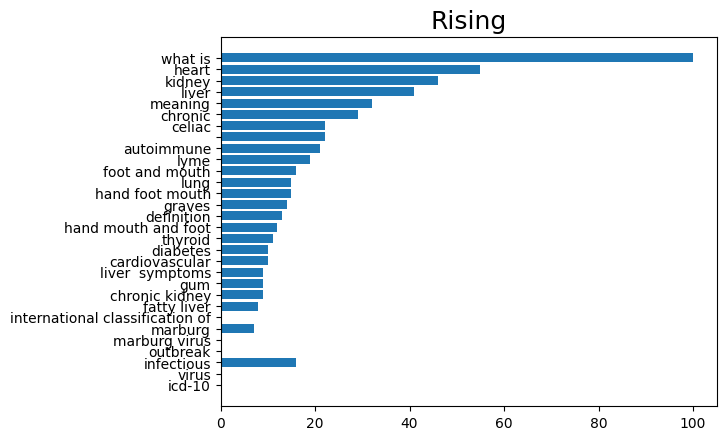 Rising
what is
heart
kidney
liver
meaning
chronic
celiac
autoimmune
lyme
foot and mouth
lung
hand foot mouth
graves
definition
hand mouth and foot
thyroid
diabetes
cardiovascular
liver  symptoms
gum
chronic kidney
fatty liver
international classification of
marburg
marburg virus
outbreak
infectious
virus
icd-10
0 20 40 60 80 100